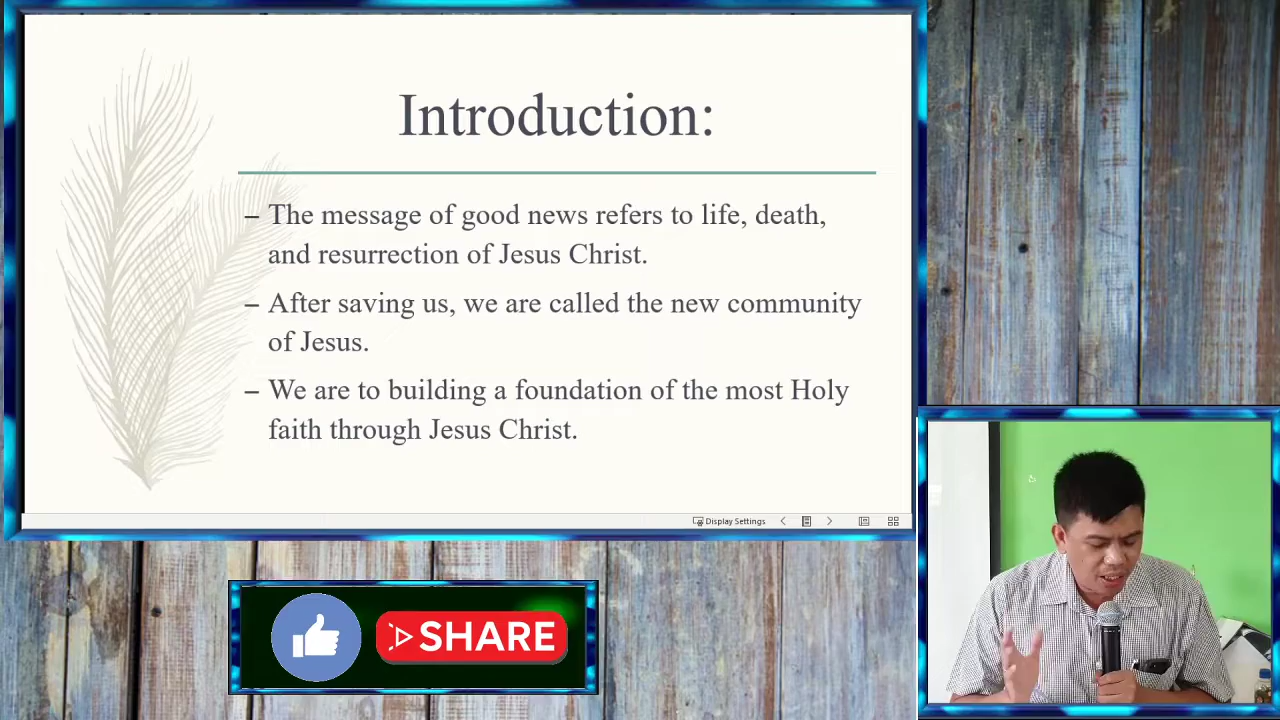 Introduction:
– The message of good news refers to life, death,
and resurrection of Jesus Christ.
– After saving us, we are called the new community
of Jesus.
– We are to building a foundation of the most Holy
faith through Jesus Christ.
Display Settings
SHARE